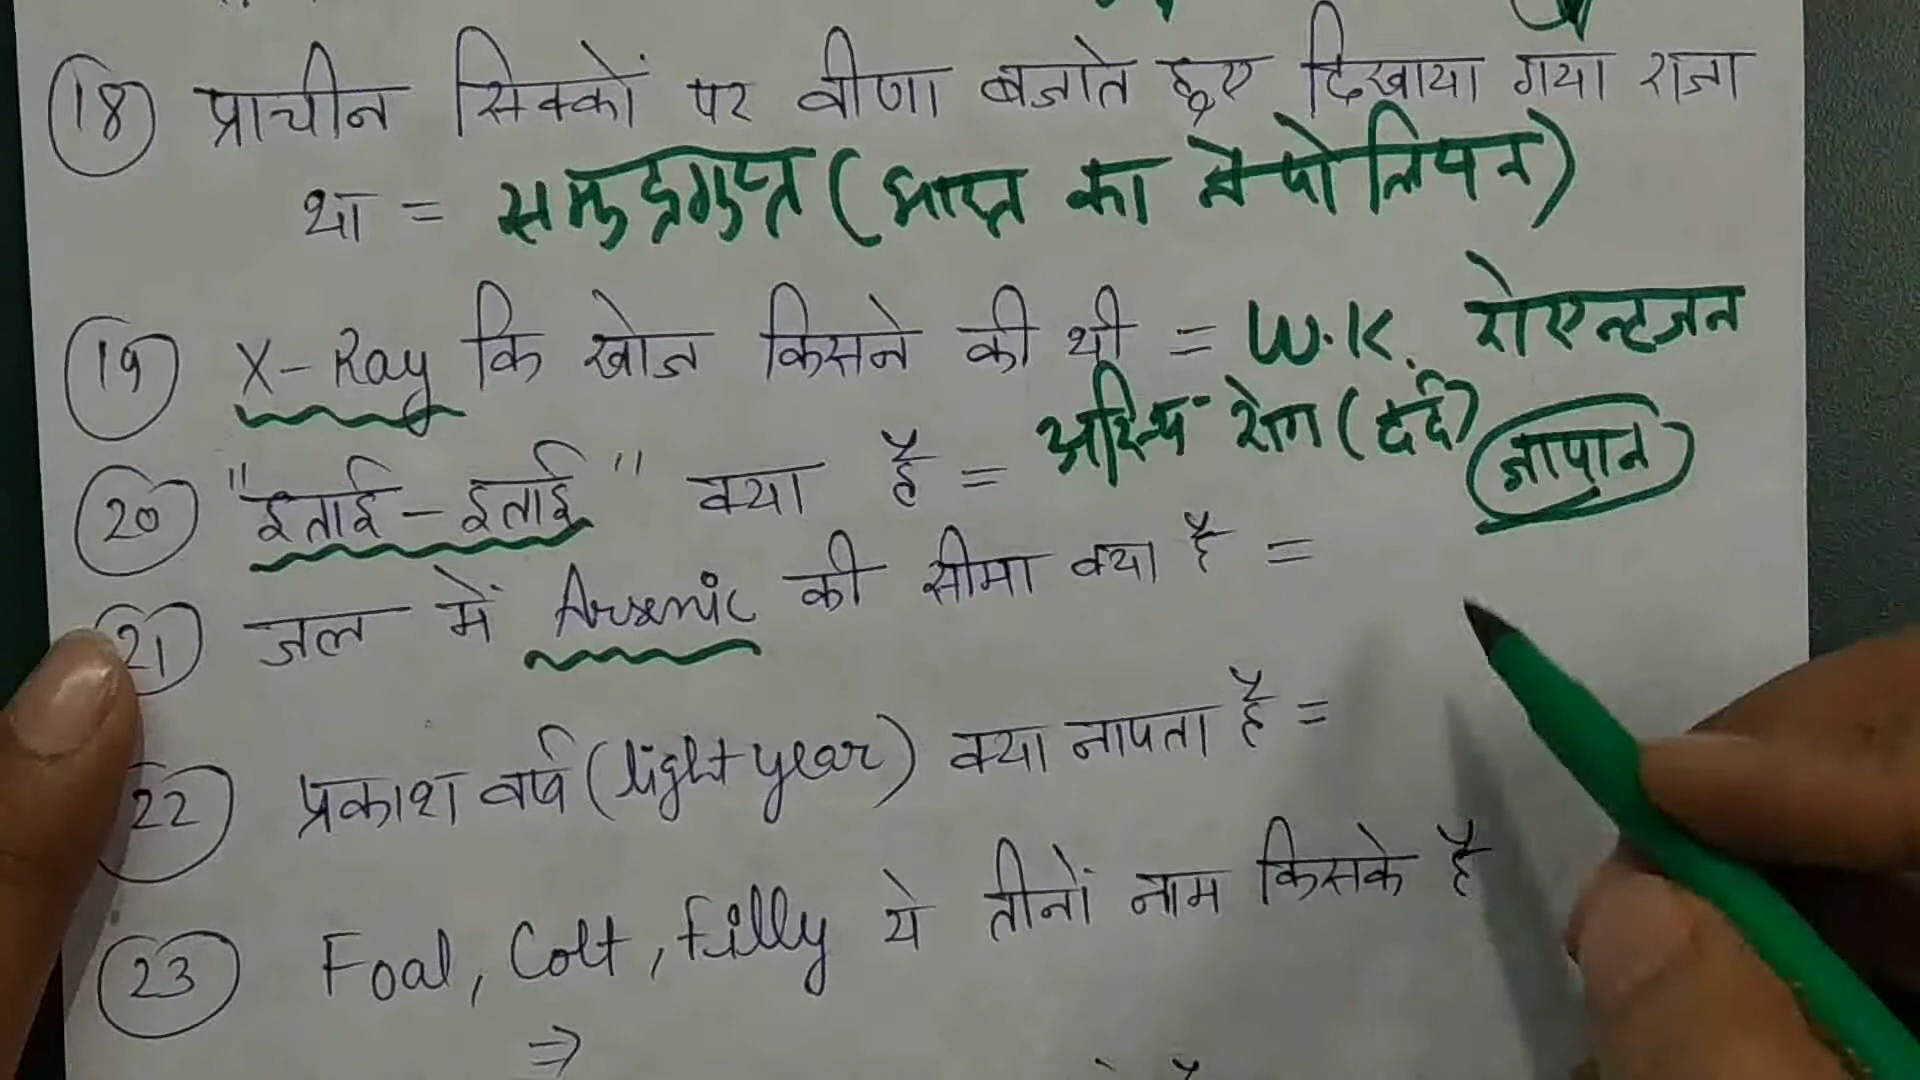 (18) प्राचीन सिक्कों पर वीणा बजाते हुए दिखाया गया राजा
था = समुद्रगुप्त (भारत का नेपोलियन)
(19) X-Ray कि खोज किसने की थी = W.K. रोएन्टजन
(20) "इताई-इताई" क्या है = अस्थि रोग (दर्द) जापान
(21) जल में Arsenic की सीमा क्या है =
(22) प्रकाश वर्ष (light year) क्या नापता है =
(23) Foal, Colt, Filly ये तीनों नाम किसके है
⇒